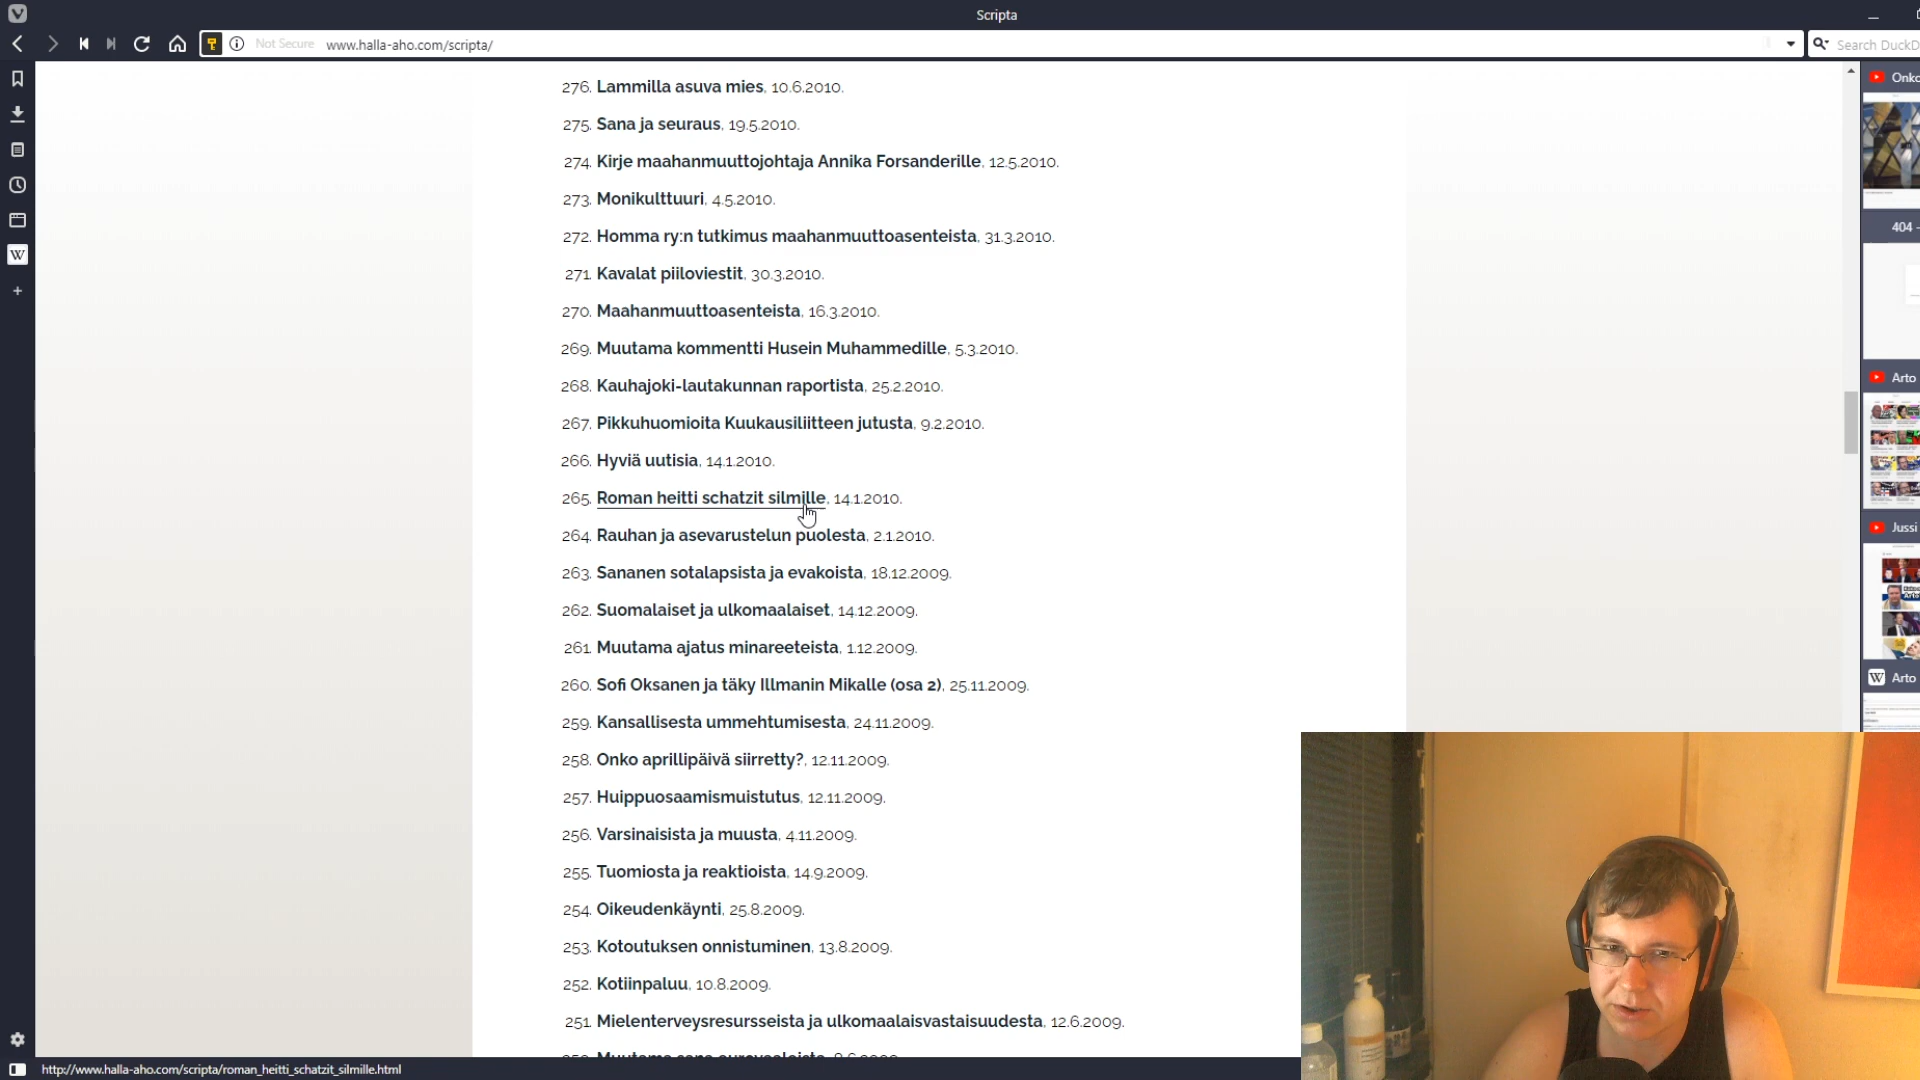 Scripta
Not Secure www.halla-aho.com/scripta/
Search DuckD
276. Lammilla asuva mies, 10.6.2010.
275. Sana ja seuraus, 19.5.2010.
274. Kirje maahanmuuttojohtaja Annika Forsanderille, 12.5.2010.
273. Monikulttuuri, 4.5.2010.
272. Homma ry:n tutkimus maahanmuuttoasenteista, 31.3.2010.
271. Kavalat piiloviestit, 30.3.2010.
270. Maahanmuuttoasenteista, 16.3.2010.
269. Muutama kommentti Husein Muhammedille, 5.3.2010.
268. Kauhajoki-lautakunnan raportista, 25.2.2010.
267. Pikkuhuomioita Kuukausiliitteen jutusta, 9.2.2010.
266. Hyviä uutisia, 14.1.2010.
265. Roman heitti schatzit silmille, 14.1.2010.
264. Rauhan ja asevarustelun puolesta, 2.1.2010.
263. Sananen sotalapsista ja evakoista, 18.12.2009.
262. Suomalaiset ja ulkomaalaiset, 14.12.2009.
261. Muutama ajatus minareeteista, 1.12.2009.
260. Sofi Oksanen ja täky Illmanin Mikalle (osa 2), 25.11.2009.
259. Kansallisesta ummehtumisesta, 24.11.2009.
258. Onko aprillipäivä siirretty?, 12.11.2009.
257. Huippuosaamismuistutus, 12.11.2009.
256. Varsinaisista ja muusta, 4.11.2009.
255. Tuomiosta ja reaktioista, 14.9.2009.
254. Oikeudenkäynti, 25.8.2009.
253. Kotoutuksen onnistuminen, 13.8.2009.
252. Kotiinpaluu, 10.8.2009.
251. Mielenterveysresursseista ja ulkomaalaisvastaisuudesta, 12.6.2009.
Onko
404 -
Arto
Jussi
W Arto
W
http://www.halla-aho.com/scripta/roman_heitti_schatzit_silmille.html